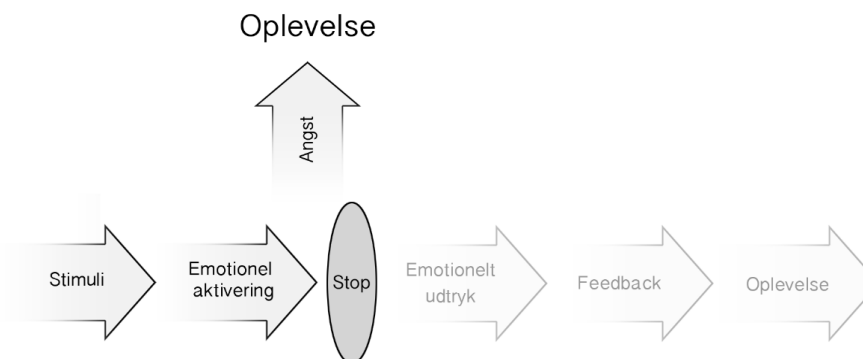 Oplevelse
Angst
Stimuli
Emotionel
aktivering
Stop
Emotionelt
udtryk
Feedback
Oplevelse